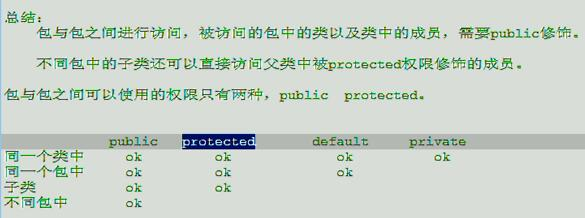 总结：
包与包之间进行访问，被访问的包中的类以及类中的成员，需要public修饰。
不同包中的子类还可以直接访问父类中被protected权限修饰的成员。
包与包之间可以使用的权限只有两种，public protected。
public protected default private
同一个类中 ok ok ok ok
同一个包中 ok ok ok
子类 ok ok
不同包中 ok